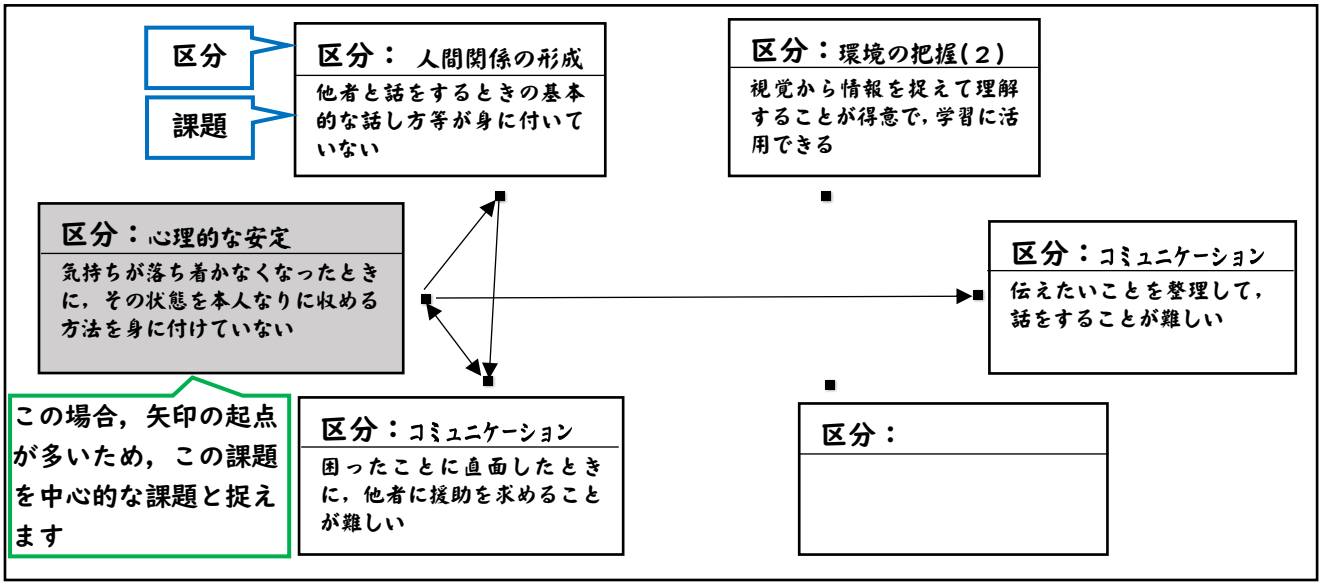 区分
課題
区分： 人間関係の形成
他者と話をするときの基本
的な話し方等が身に付いて
いない
区分：環境の把握(２)
視覚から情報を捉えて理解
することが得意で，学習に活
用できる
区分：心理的な安定
気持ちが落ち着かなくなったとき
に，その状態を本人なりに収める
方法を身に付けていない
区分：コミュニケーション
伝えたいことを整理して，
話をすることが難しい
この場合，矢印の起点
が多いため，この課題
を中心的な課題と捉え
ます
区分：コミュニケーション
困ったことに直面したとき
に，他者に援助を求めること
が難しい
区分：